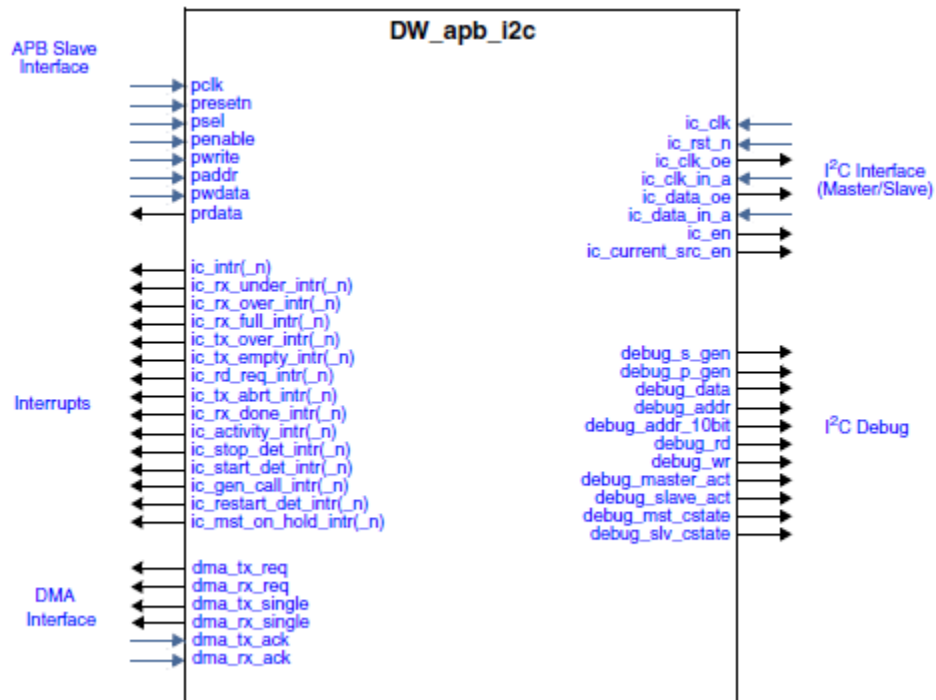 DW_apb_i2c
APB Slave
Interface
pclk
presetn
psel
penable
pwrite
paddr
pwdata
prdata
ic_intr(_n)
ic_rx_under_intr(_n)
ic_rx_over_intr(_n)
ic_rx_full_intr(_n)
ic_tx_over_intr(_n)
ic_tx_empty_intr(_n)
ic_rd_req_intr(_n)
ic_tx_abrt_intr(_n)
ic_rx_done_intr(_n)
ic_activity_intr(_n)
ic_stop_det_intr(_n)
ic_start_det_intr(_n)
ic_gen_call_intr(_n)
ic_restart_det_intr(_n)
ic_mst_on_hold_intr(_n)
Interrupts
dma_tx_req
dma_rx_req
dma_tx_single
dma_rx_single
dma_tx_ack
dma_rx_ack
DMA
Interface
ic_clk
ic_rst_n
ic_clk_oe
ic_clk_in_a
ic_data_oe
ic_data_in_a
ic_en
ic_current_src_en
I²C Interface
(Master/Slave)
debug_s_gen
debug_p_gen
debug_data
debug_addr
debug_addr_10bit
debug_rd
debug_wr
debug_master_act
debug_slave_act
debug_mst_cstate
debug_slv_cstate
I²C Debug